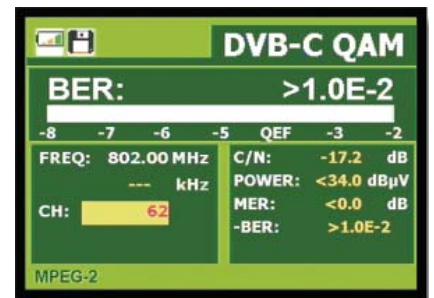 DVB-C QAM
BER: >1.0E-2
-8 -7 -6 -5 QEF -3 -2
FREQ: 802.00 MHz
--- kHz
CH: 62
C/N: -17.2 dB
POWER: <34.0 dBµV
MER: <0.0 dB
-BER: >1.0E-2
MPEG-2